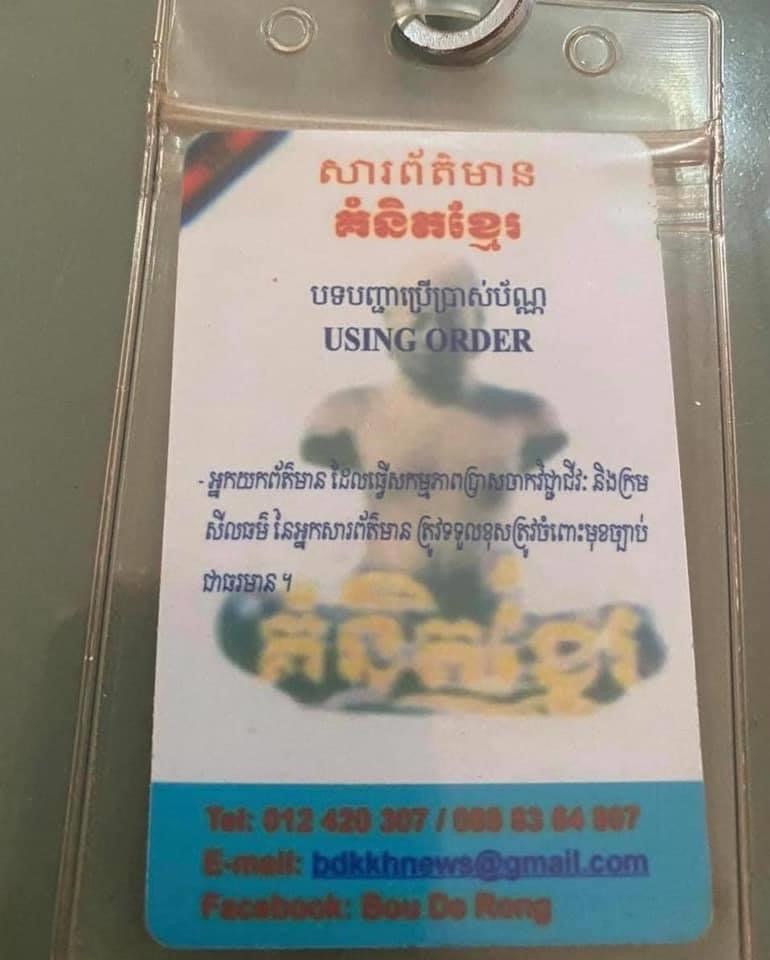 សារព័ត៌មាន
គំនិតខ្មែរ
បទបញ្ជាប្រើប្រាស់ប័ណ្ណ
USING ORDER
- អ្នកយកព័ត៌មាន ដែលធ្វើសកម្មភាពប្រាសចាកវិជ្ជាជីវៈ និងក្រម
សីលធម៌ នៃអ្នកសារព័ត៌មាន ត្រូវទទួលខុសត្រូវចំពោះមុខច្បាប់
ជាធរមាន ។
គំនិតខ្មែរ
Tel: 012 420 307 / 088 83 64 867
E-mail: bdkkhnews@gmail.com
Facebook: Bou De Rong